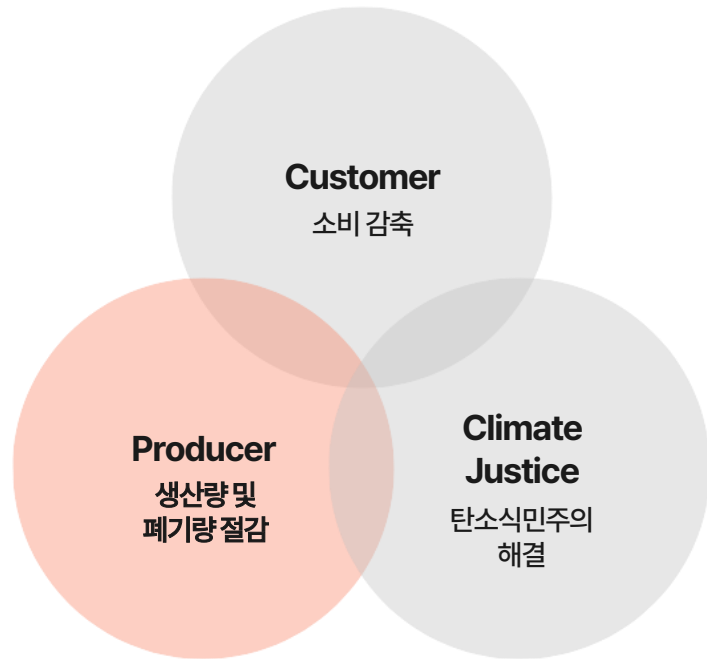 Customer
소비 감축
Producer
생산량 및
폐기량 절감
Climate
Justice
탄소식민주의
해결